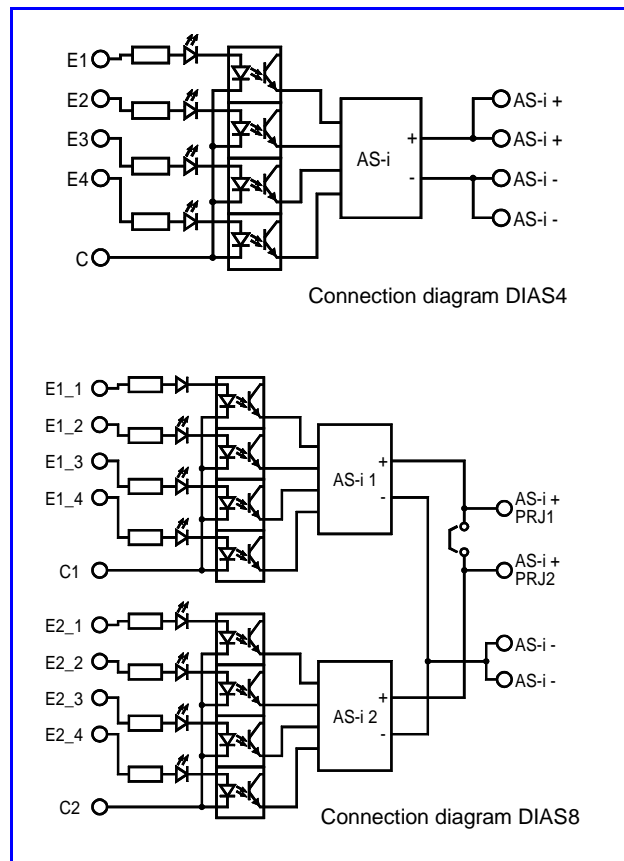 E1
E2
E3
E4
C
AS-i
+
-
AS-i +
AS-i +
AS-i -
AS-i -
Connection diagram DIAS4
E1_1
E1_2
E1_3
E1_4
C1
AS-i 1
+
-
AS-i +
PRJ1
AS-i +
PRJ2
AS-i -
AS-i -
E2_1
E2_2
E2_3
E2_4
C2
AS-i 2
+
-
Connection diagram DIAS8